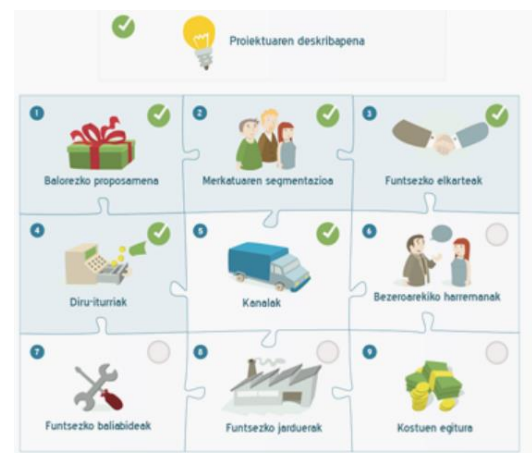 Proiektuaren deskribapena
1
Balorezko proposamena
2
Merkatuaren segmentazioa
3
Funtsezko elkarteak
4
Diru-iturriak
5
Kanalak
6
Bezeroarekiko harremanak
7
Funtsezko baliabideak
8
Funtsezko jarduerak
9
Kostuen egitura